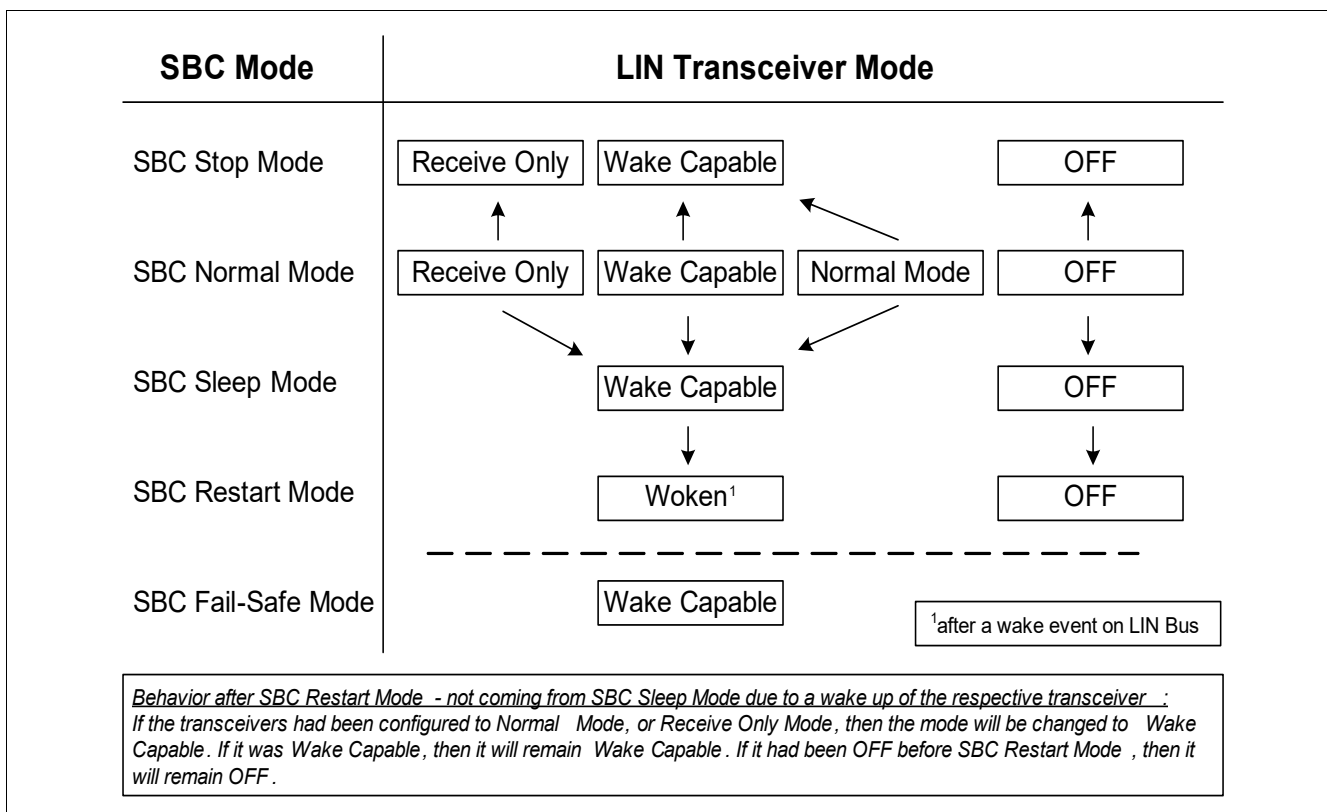 SBC Mode LIN Transceiver Mode
SBC Stop Mode Receive Only Wake Capable OFF
SBC Normal Mode Receive Only Wake Capable Normal Mode OFF
SBC Sleep Mode Wake Capable OFF
SBC Restart Mode Woken¹ OFF
SBC Fail-Safe Mode Wake Capable
¹after a wake event on LIN Bus
Behavior after SBC Restart Mode - not coming from SBC Sleep Mode due to a wake up of the respective transceiver :
If the transceivers had been configured to Normal Mode, or Receive Only Mode, then the mode will be changed to Wake
Capable. If it was Wake Capable, then it will remain Wake Capable. If it had been OFF before SBC Restart Mode, then it
will remain OFF.